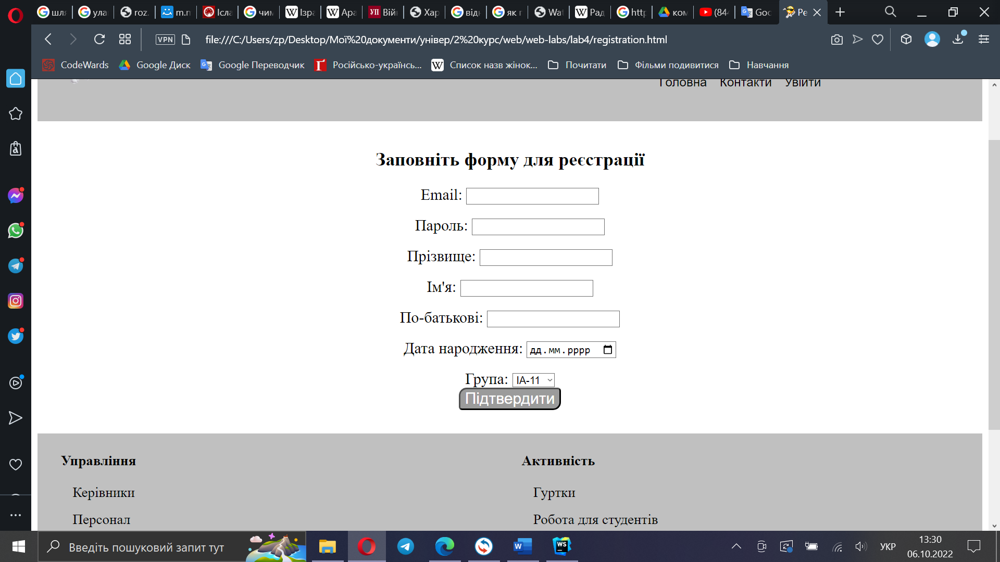 шля
ула
roz.
m.n
Ісла
чим
Ізра
Ара
Вій
Хар
від
як г
Wat
Рад
http
ком
(844
Goo
Ре
VPN
file:///C:/Users/zp/Desktop/Мої%20документи/універ/2%20курс/web/web-labs/lab4/registration.html
CodeWards
Google Диск
Google Переводчик
Російсько-українсь...
Список назв жінок...
Почитати
Фільми подивитися
Навчання
Головна Контакти Увійти
Заповніть форму для реєстрації
Email:
Пароль:
Прізвище:
Ім'я:
По-батькові:
Дата народження: дд.мм.рррр
Група: ІА-11
Підтвердити
Управління
Активність
Керівники
Гуртки
Персонал
Робота для студентів
Введіть пошуковий запит тут
УКР
13:30
06.10.2022